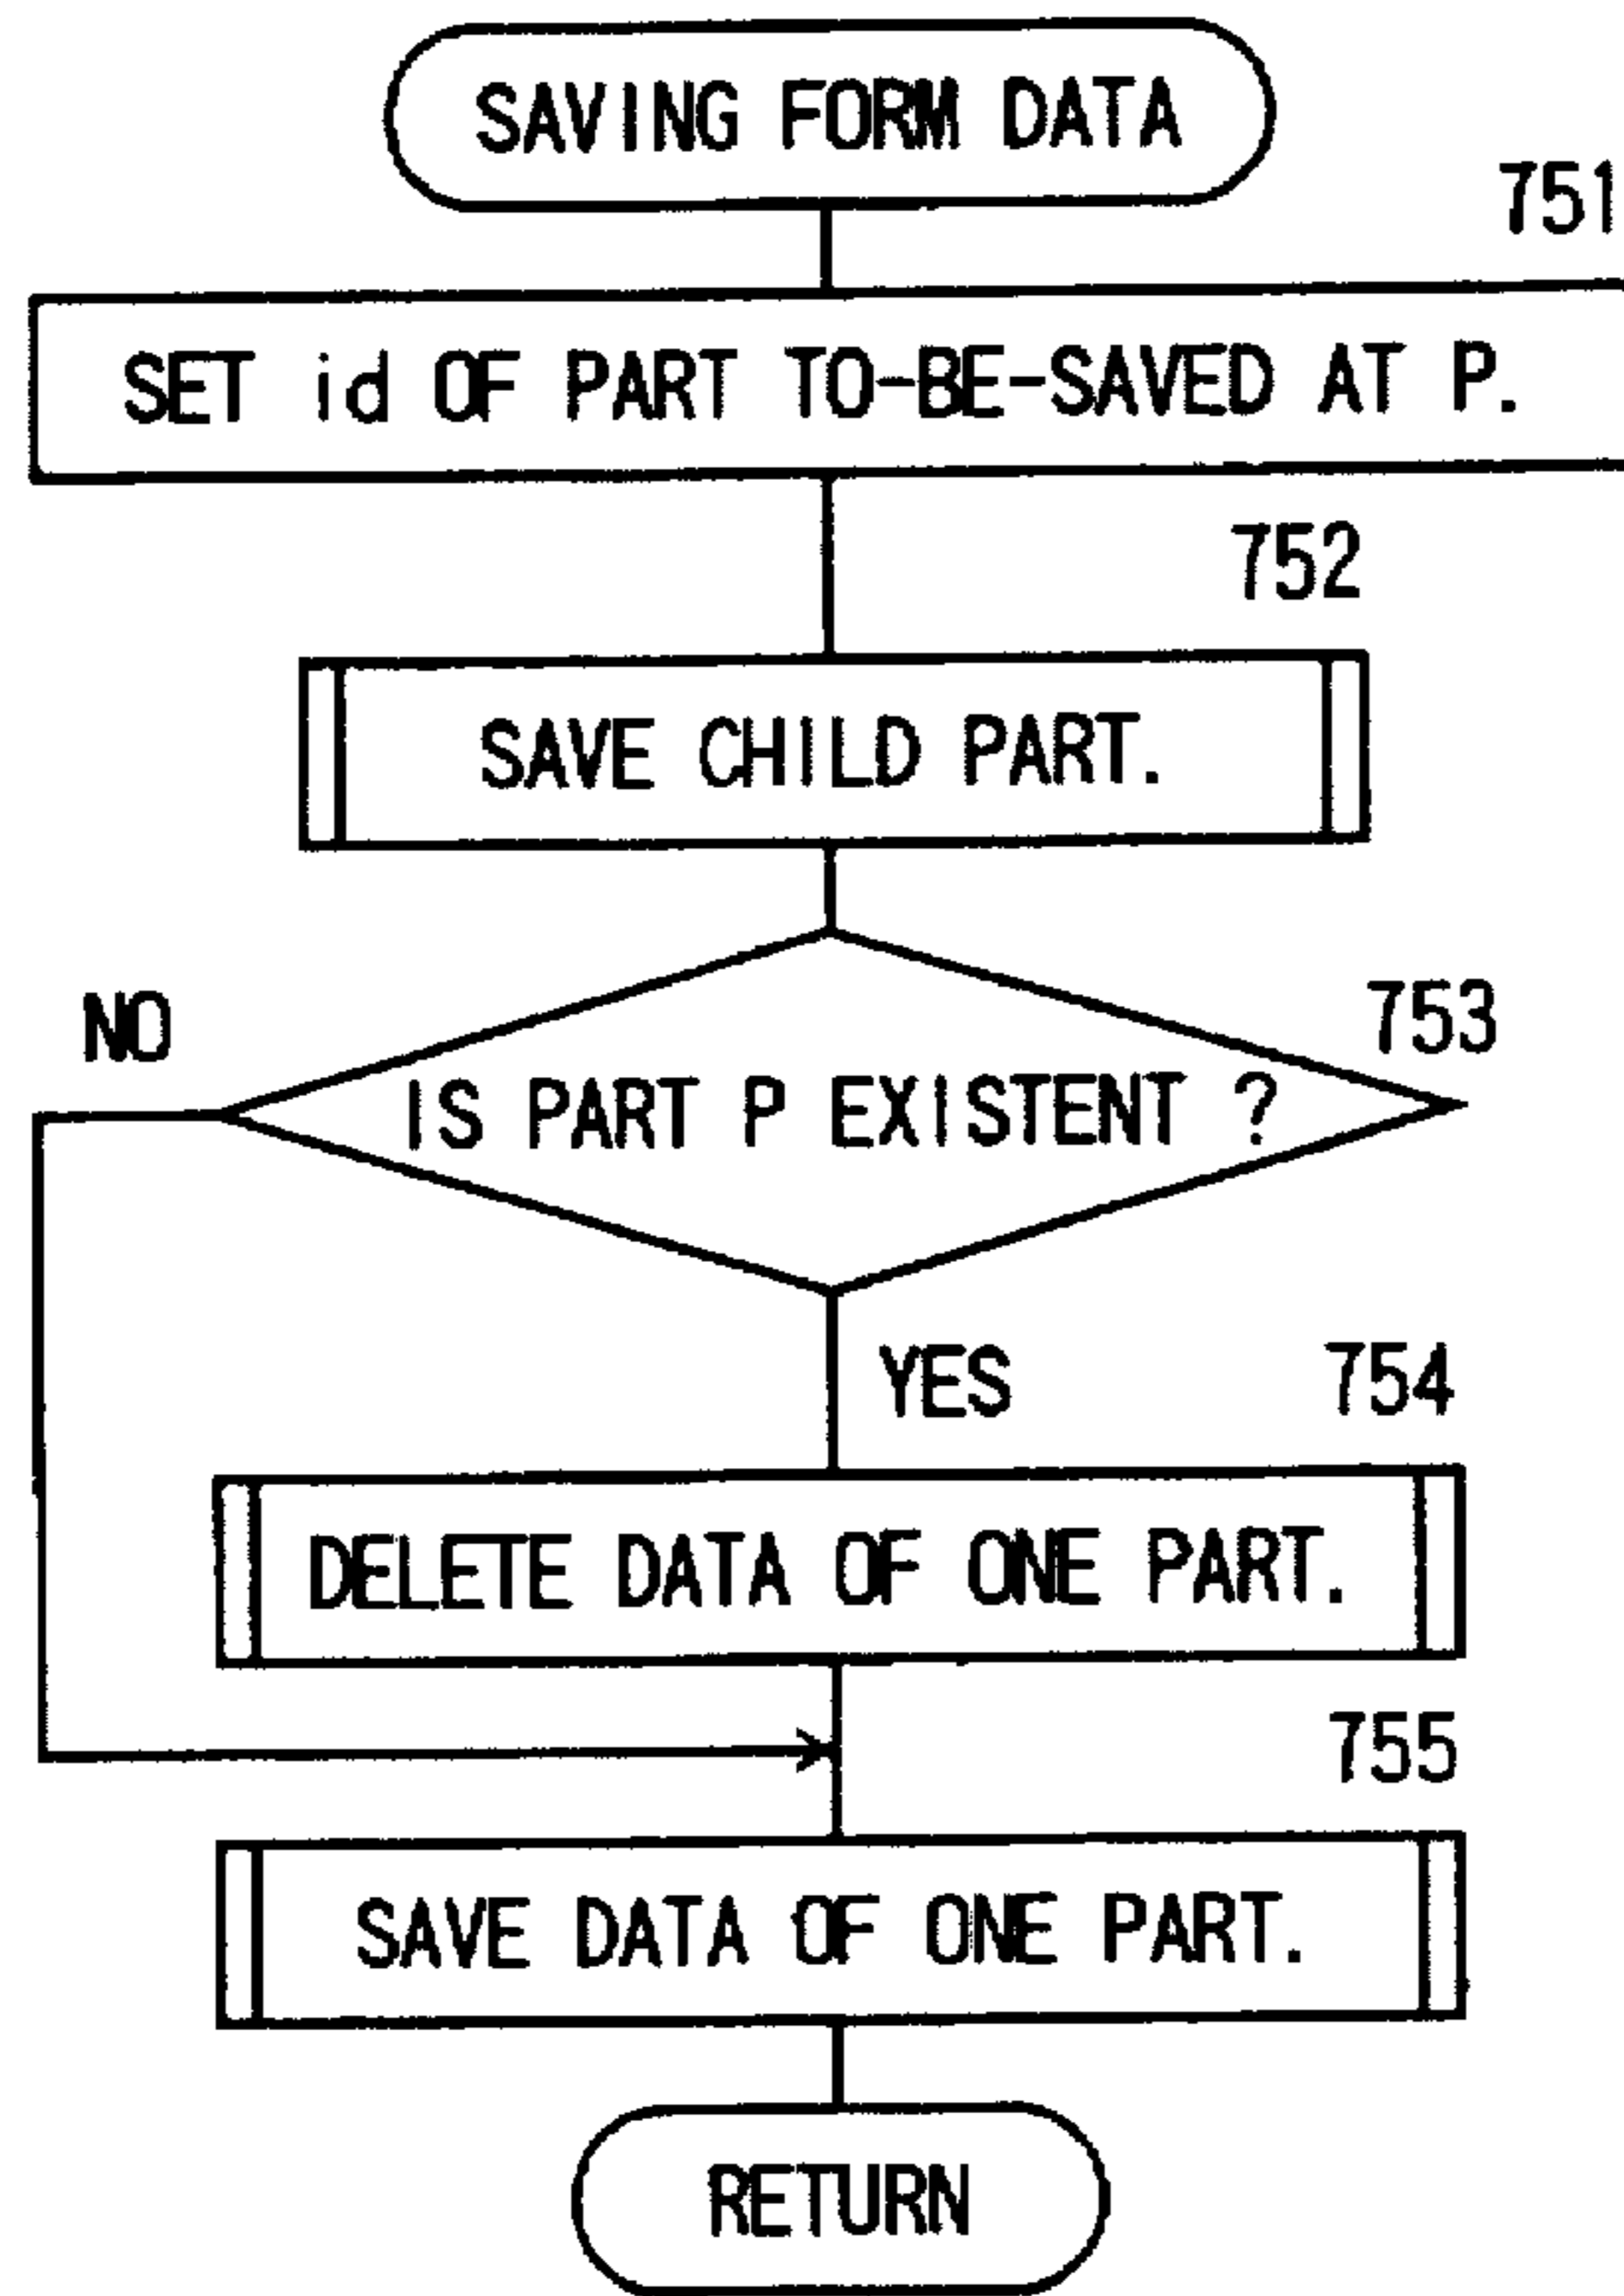 SAVING FORM DATA
751
SET id OF PART TO-BE-SAVED AT P.
752
SAVE CHILD PART.
NO
753
IS PART P EXISTENT ?
YES
754
DELETE DATA OF ONE PART.
755
SAVE DATA OF ONE PART.
RETURN